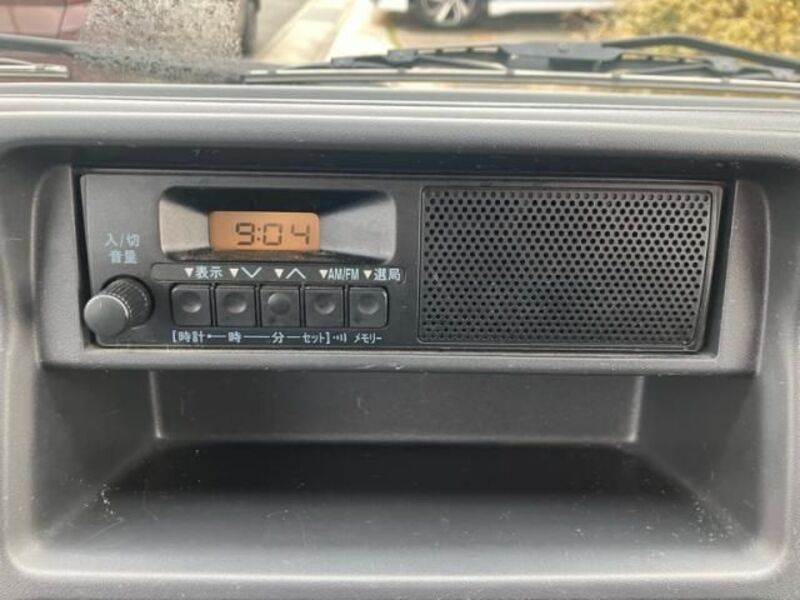 9:04
入/切
音量
▼表示 ▼∨ ▼∧ ▼AM/FM ▼選局
[時計►─時──分─セット]•))) メモリー